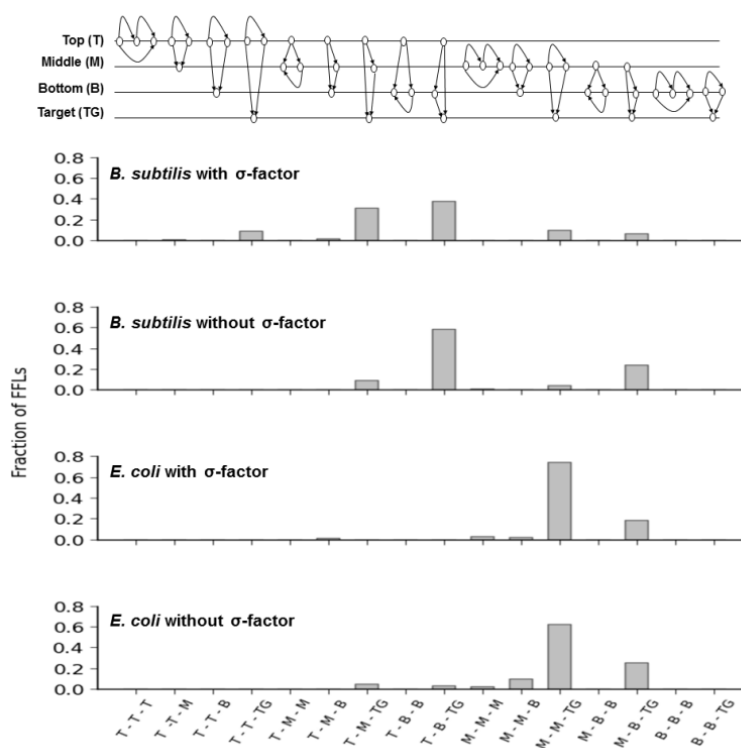 Top (T)
Middle (M)
Bottom (B)
Target (TG)
Fraction of FFLs
B. subtilis with σ-factor
0.8
0.6
0.4
0.2
0.0
B. subtilis without σ-factor
0.8
0.6
0.4
0.2
0.0
E. coli with σ-factor
0.8
0.6
0.4
0.2
0.0
E. coli without σ-factor
0.8
0.6
0.4
0.2
0.0
T - T - T
T -T - M
T - T - B
T - T - TG
T - M - M
T - M - B
T - M - TG
T - B - B
T - B - TG
M - M - M
M - M - B
M - M - TG
M - B - B
M - B - TG
B - B - B
B - B - TG